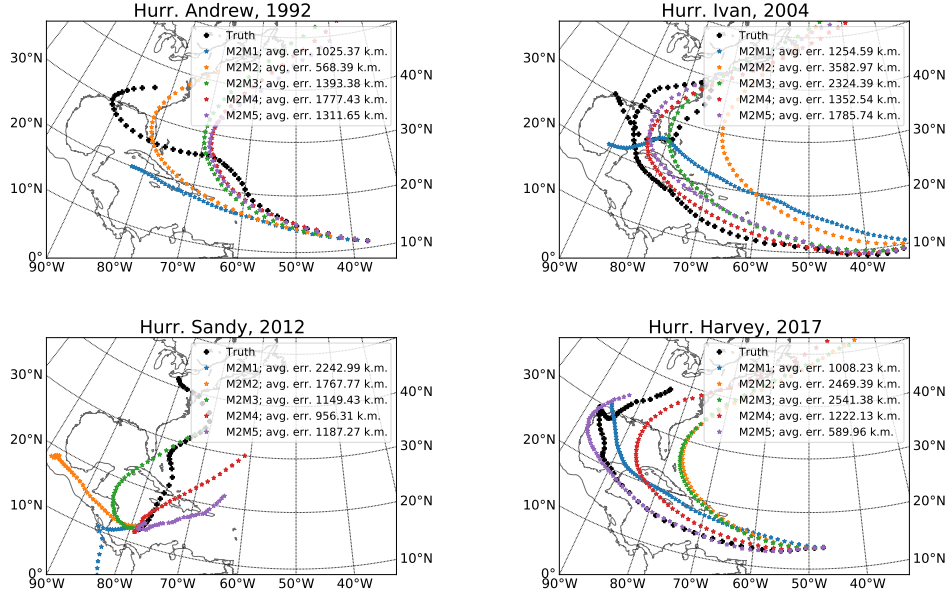 Hurr. Andrew, 1992
Truth
M2M1; avg. err. 1025.37 k.m.
M2M2; avg. err. 568.39 k.m.
M2M3; avg. err. 1393.38 k.m.
M2M4; avg. err. 1777.43 k.m.
M2M5; avg. err. 1311.65 k.m.
30°N
20°N
10°N
0°
40°N
30°N
20°N
10°N
90°W 80°W 70°W 60°W 50°W 40°W
Hurr. Ivan, 2004
Truth
M2M1; avg. err. 1254.59 k.m.
M2M2; avg. err. 3582.97 k.m.
M2M3; avg. err. 2324.39 k.m.
M2M4; avg. err. 1352.54 k.m.
M2M5; avg. err. 1785.74 k.m.
30°N
20°N
10°N
0°
40°N
30°N
20°N
10°N
90°W 80°W 70°W 60°W 50°W 40°W
Hurr. Sandy, 2012
Truth
M2M1; avg. err. 2242.99 k.m.
M2M2; avg. err. 1767.77 k.m.
M2M3; avg. err. 1149.43 k.m.
M2M4; avg. err. 956.31 k.m.
M2M5; avg. err. 1187.27 k.m.
30°N
20°N
10°N
0°
40°N
30°N
20°N
10°N
90°W 80°W 70°W 60°W 50°W 40°W
Hurr. Harvey, 2017
Truth
M2M1; avg. err. 1008.23 k.m.
M2M2; avg. err. 2469.39 k.m.
M2M3; avg. err. 2541.38 k.m.
M2M4; avg. err. 1222.13 k.m.
M2M5; avg. err. 589.96 k.m.
30°N
20°N
10°N
0°
40°N
30°N
20°N
10°N
90°W 80°W 70°W 60°W 50°W 40°W